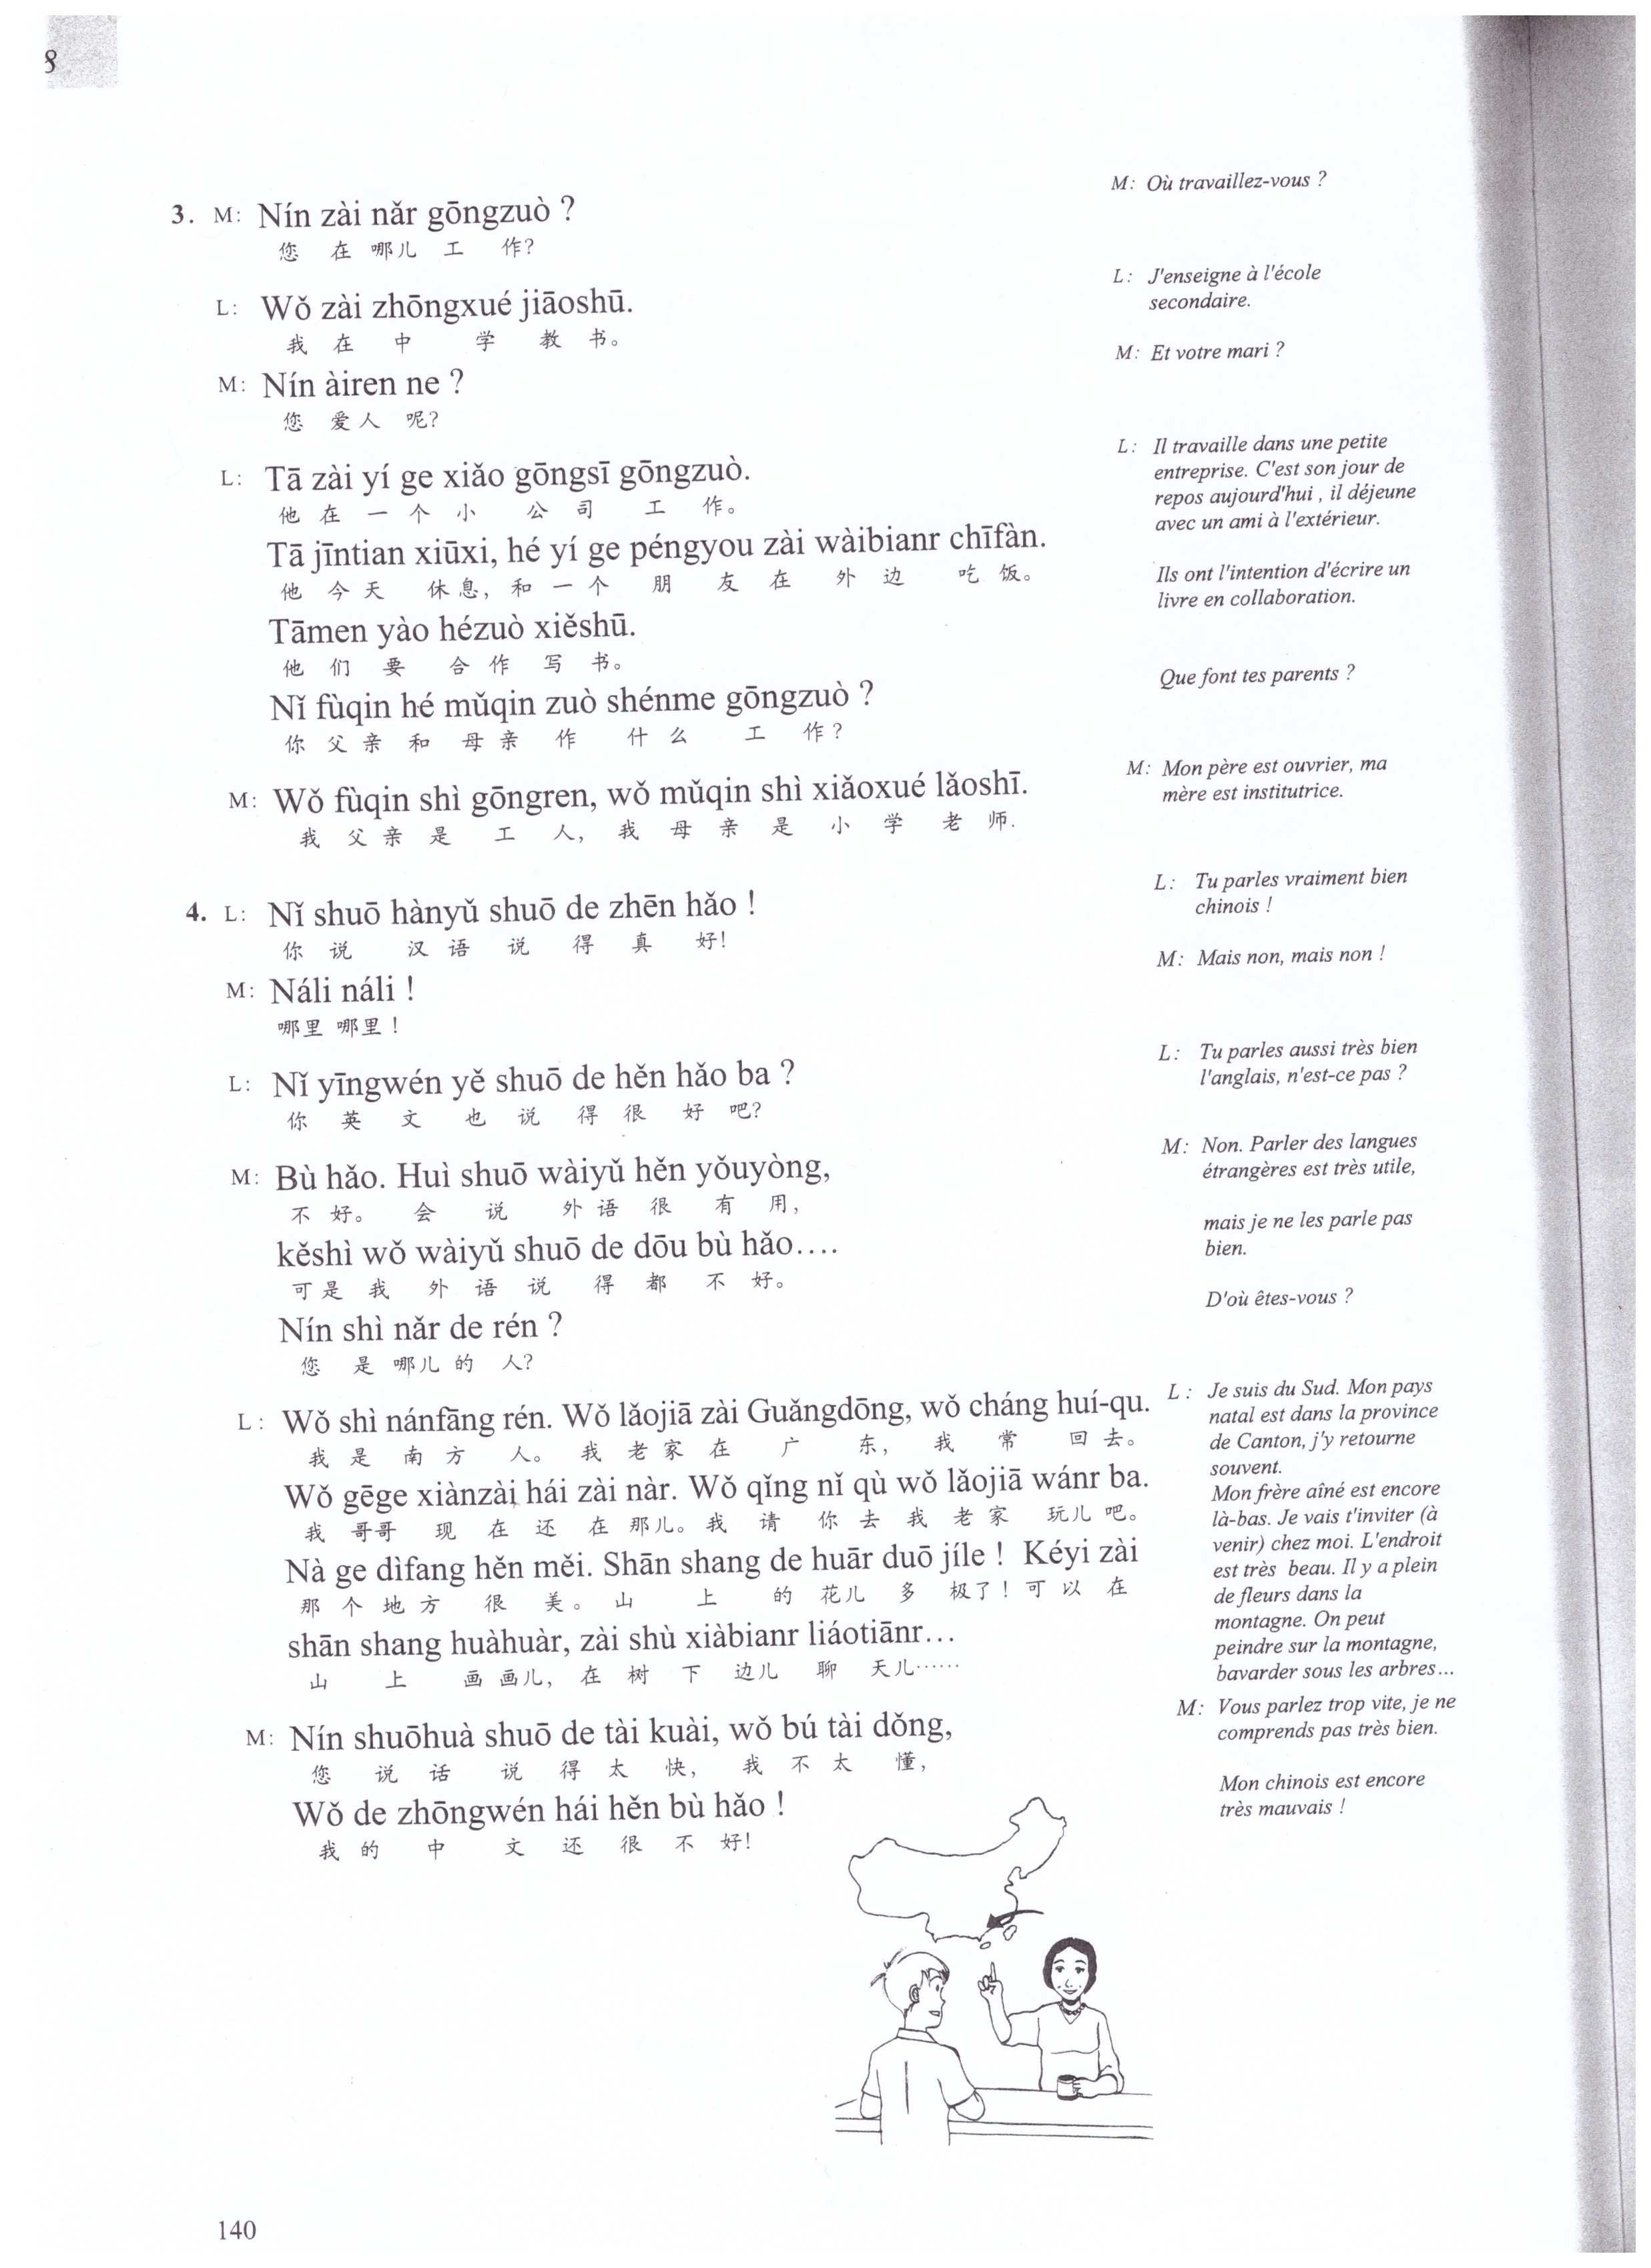 8
3. M: Nín zài nǎr gōngzuò ?
您 在 哪儿 工 作?
L: Wǒ zài zhōngxué jiāoshū.
我 在 中 学 教 书。
M: Nín àiren ne ?
您 爱人 呢?
L: Tā zài yí ge xiǎo gōngsī gōngzuò.
他 在 一 个 小 公 司 工 作。
Tā jīntian xiūxi, hé yí ge péngyou zài wàibianr chīfàn.
他 今 天 休 息, 和 一 个 朋 友 在 外 边 吃 饭。
Tāmen yào hézuò xiěshū.
他 们 要 合 作 写 书。
Nǐ fùqin hé mǔqin zuò shénme gōngzuò ?
你 父 亲 和 母 亲 作 什 么 工 作 ?
M: Wǒ fùqin shì gōngren, wǒ mǔqin shì xiǎoxué lǎoshī.
我 父 亲 是 工 人, 我 母 亲 是 小 学 老 师.
4. L: Nǐ shuō hànyǔ shuō de zhēn hǎo !
你 说 汉 语 说 得 真 好!
M: Náli náli !
哪里 哪里 !
L: Nǐ yīngwén yě shuō de hěn hǎo ba ?
你 英 文 也 说 得 很 好 吧?
M: Bù hǎo. Huì shuō wàiyǔ hěn yǒuyòng,
不 好。 会 说 外 语 很 有 用,
kěshì wǒ wàiyǔ shuō de dōu bù hǎo....
可 是 我 外 语 说 得 都 不 好。
Nín shì nǎr de rén ?
您 是 哪儿 的 人?
L : Wǒ shì nánfāng rén. Wǒ lǎojiā zài Guǎngdōng, wǒ cháng huí-qu.
我 是 南 方 人。 我 老 家 在 广 东, 我 常 回 去。
Wǒ gēge xiànzài hái zài nàr. Wǒ qǐng nǐ qù wǒ lǎojiā wánr ba.
我 哥哥 现 在 还 在 那儿。 我 请 你 去 我 老 家 玩儿 吧。
Nà ge dìfang hěn měi. Shān shang de huār duō jíle ! Kéyi zài
那 个 地 方 很 美 。 山 上 的 花儿 多 极了 ! 可 以 在
shān shang huàhuàr, zài shù xiàbianr liáotiānr...
山 上 画 画儿, 在 树 下 边儿 聊 天儿······
M: Nín shuōhuà shuō de tài kuài, wǒ bú tài dǒng,
您 说 话 说 得 太 快, 我 不 太 懂,
Wǒ de zhōngwén hái hěn bù hǎo !
我 的 中 文 还 很 不 好!
M: Où travaillez-vous ?
L: J'enseigne à l'école
secondaire.
M: Et votre mari ?
L: Il travaille dans une petite
entreprise. C'est son jour de
repos aujourd'hui , il déjeune
avec un ami à l'extérieur.
Ils ont l'intention d'écrire un
livre en collaboration.
Que font tes parents ?
M: Mon père est ouvrier, ma
mère est institutrice.
L: Tu parles vraiment bien
chinois !
M: Mais non, mais non !
L: Tu parles aussi très bien
l'anglais, n'est-ce pas ?
M: Non. Parler des langues
étrangères est très utile,
mais je ne les parle pas
bien.
D'où êtes-vous ?
L : Je suis du Sud. Mon pays
natal est dans la province
de Canton, j'y retourne
souvent.
Mon frère aîné est encore
là-bas. Je vais t'inviter (à
venir) chez moi. L'endroit
est très beau. Il y a plein
de fleurs dans la
montagne. On peut
peindre sur la montagne,
bavarder sous les arbres...
M: Vous parlez trop vite, je ne
comprends pas très bien.
Mon chinois est encore
très mauvais !
140